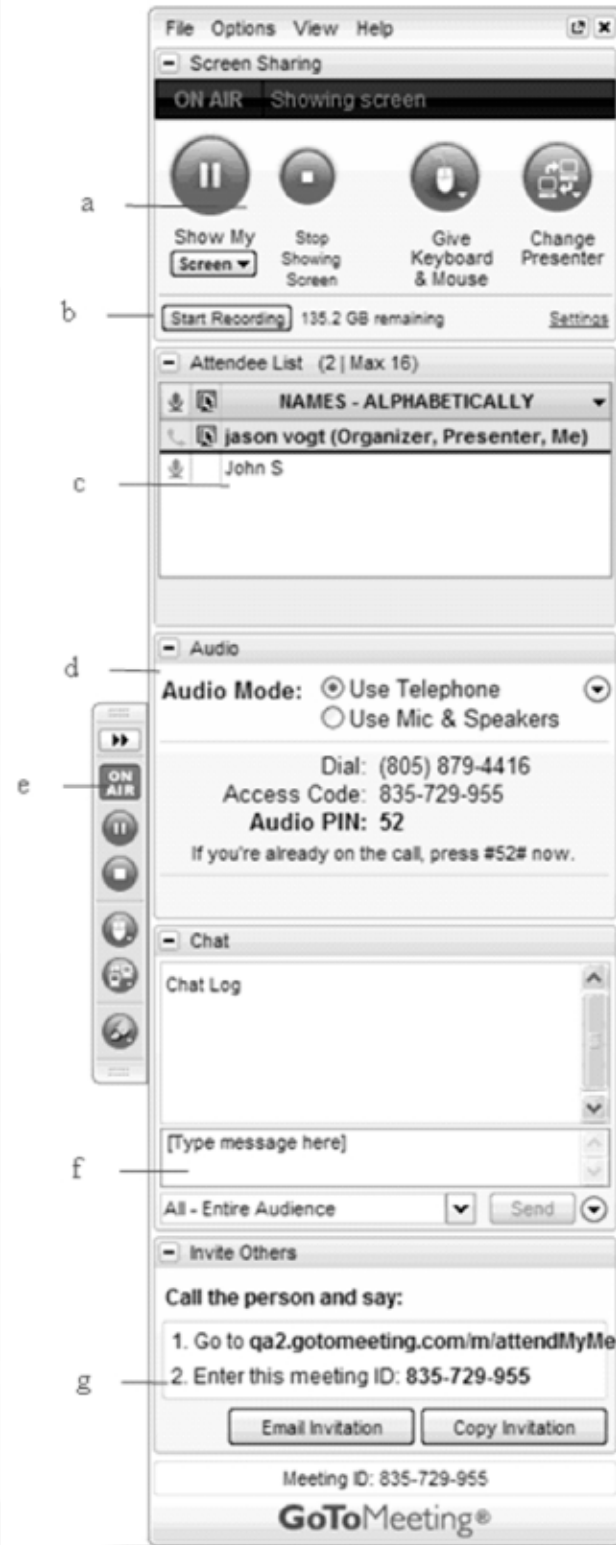 File Options View Help
Screen Sharing
ON AIR Showing screen
a
Show My
Screen
Stop
Showing
Screen
Give
Keyboard
& Mouse
Change
Presenter
b
Start Recording 135.2 GB remaining Settings
Attendee List (2 | Max 16)
NAMES - ALPHABETICALLY
jason vogt (Organizer, Presenter, Me)
c
John S
Audio
d
Audio Mode: Use Telephone
Use Mic & Speakers
e
ON
AIR
Dial: (805) 879-4416
Access Code: 835-729-955
Audio PIN: 52
If you're already on the call, press #52# now.
Chat
Chat Log
[Type message here]
f
All - Entire Audience Send
Invite Others
Call the person and say:
1. Go to qa2.gotomeeting.com/m/attendMyMe
g
2. Enter this meeting ID: 835-729-955
Email Invitation Copy Invitation
Meeting ID: 835-729-955
GoToMeeting®